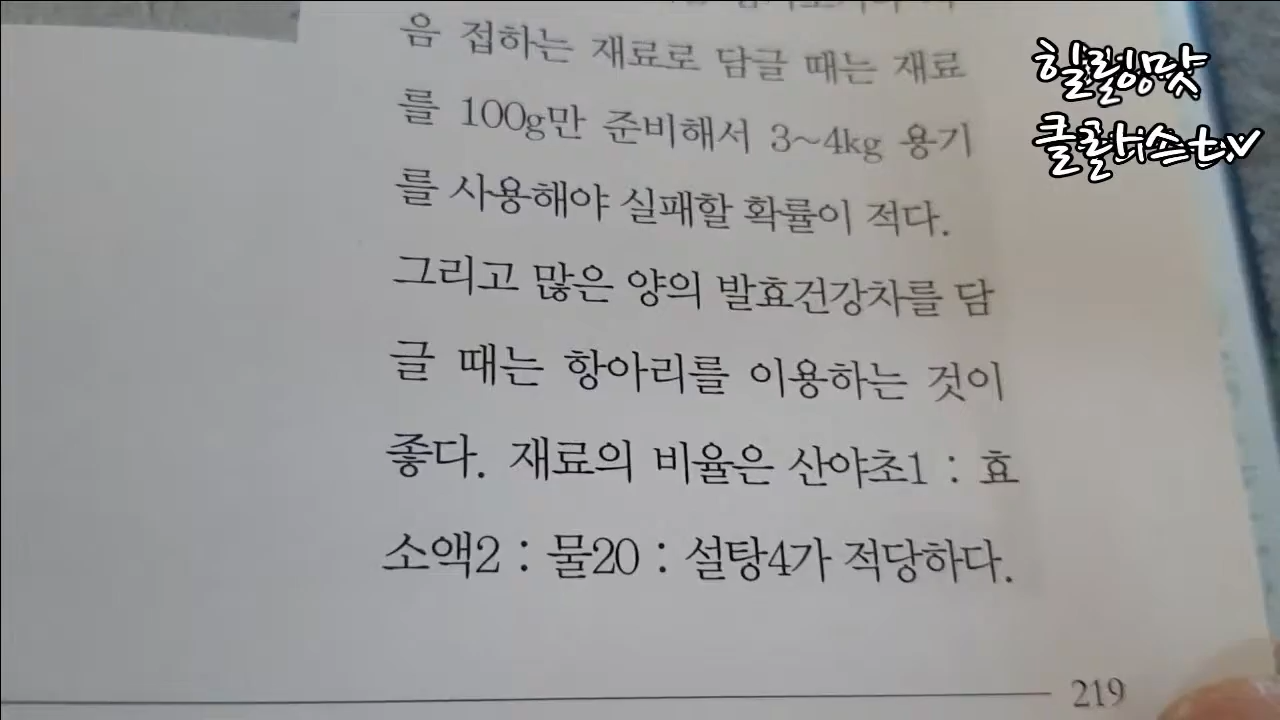 음 접하는 재료로 담글 때는 재료
를 100g만 준비해서 3~4kg 용기
를 사용해야 실패할 확률이 적다.
그리고 많은 양의 발효건강차를 담
글 때는 항아리를 이용하는 것이
좋다. 재료의 비율은 산야초1 : 효
소액2 : 물20 : 설탕4가 적당하다.
219
힐링맛
클래스tv